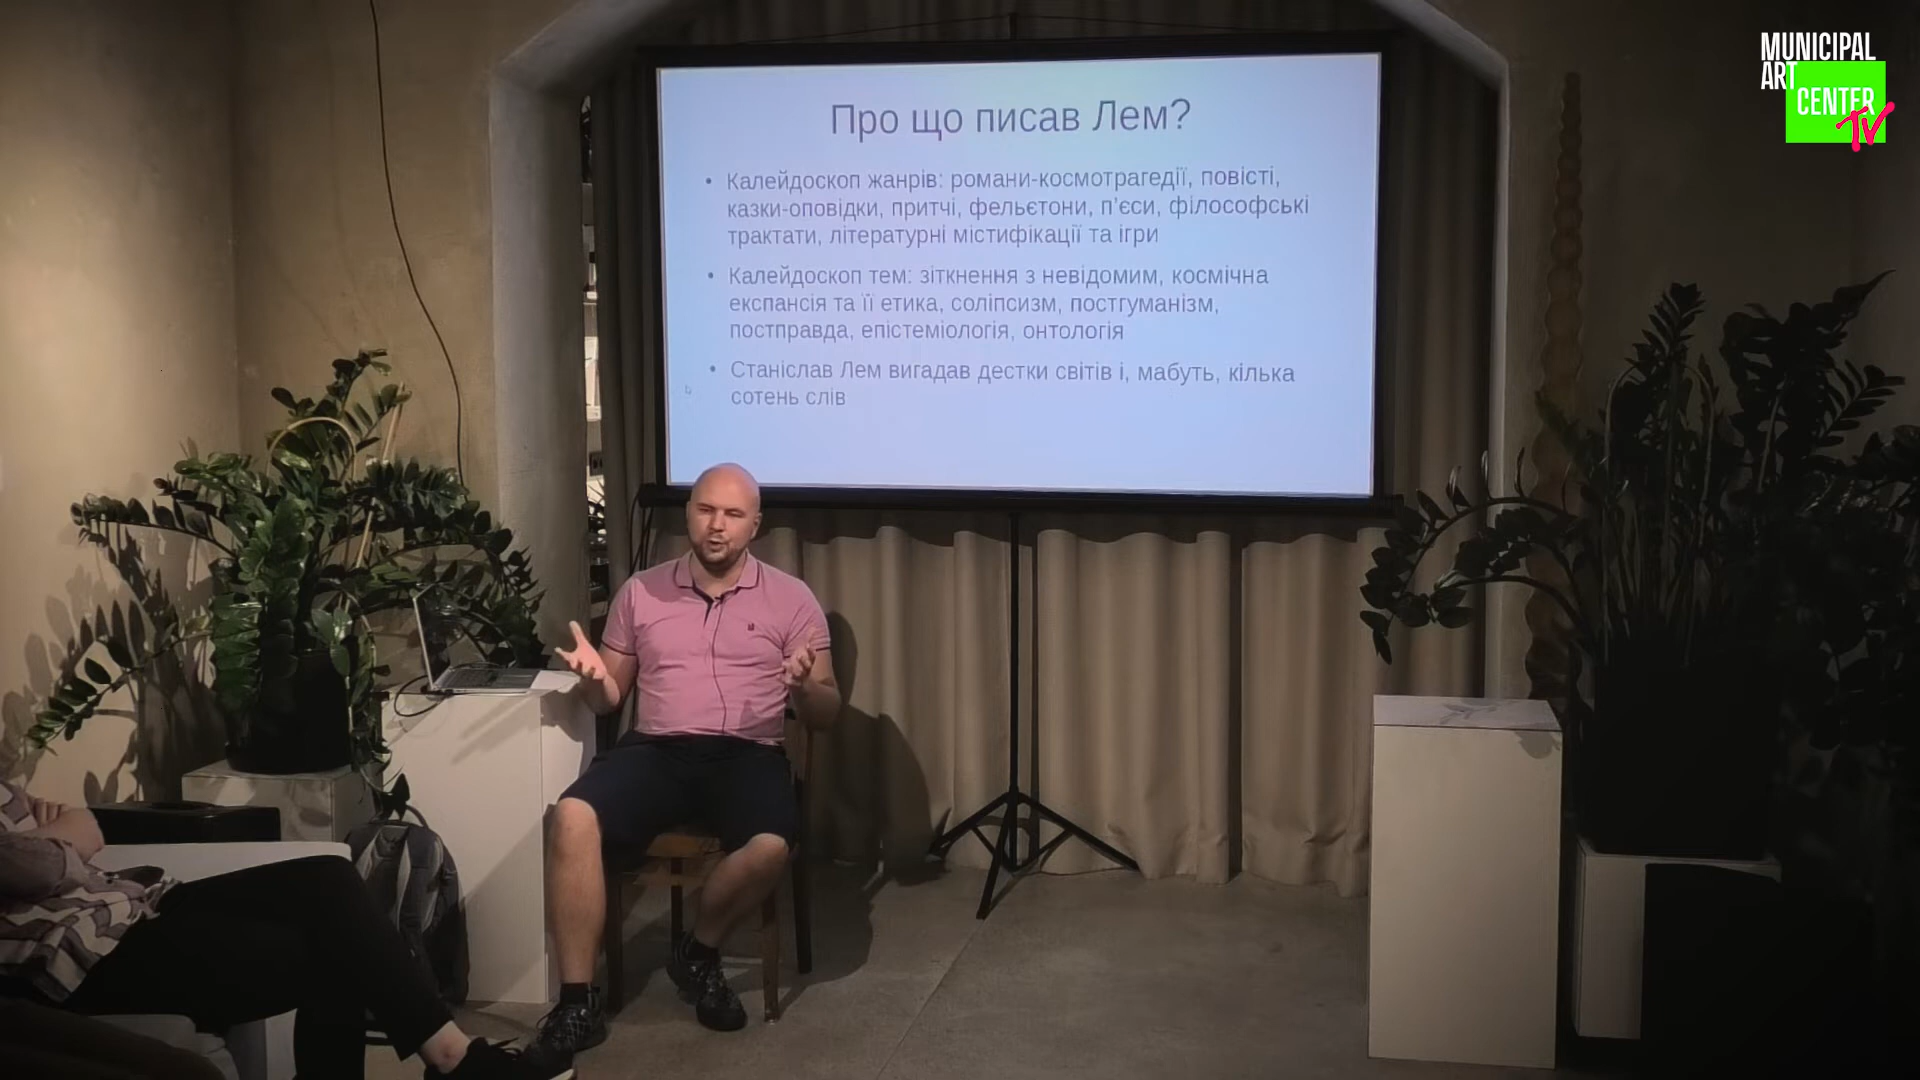 MUNICIPAL
ART
CENTER
TV
Про що писав Лем?
• Калейдоскоп жанрів: романи-космотрагедії, повісті,
казки-оповідки, притчі, фельєтони, п'єси, філософські
трактати, літературні містифікації та ігри
• Калейдоскоп тем: зіткнення з невідомим, космічна
експансія та її етика, соліпсизм, постгуманізм,
постправда, епістеміологія, онтологія
• Станіслав Лем вигадав дестки світів і, мабуть, кілька
сотень слів